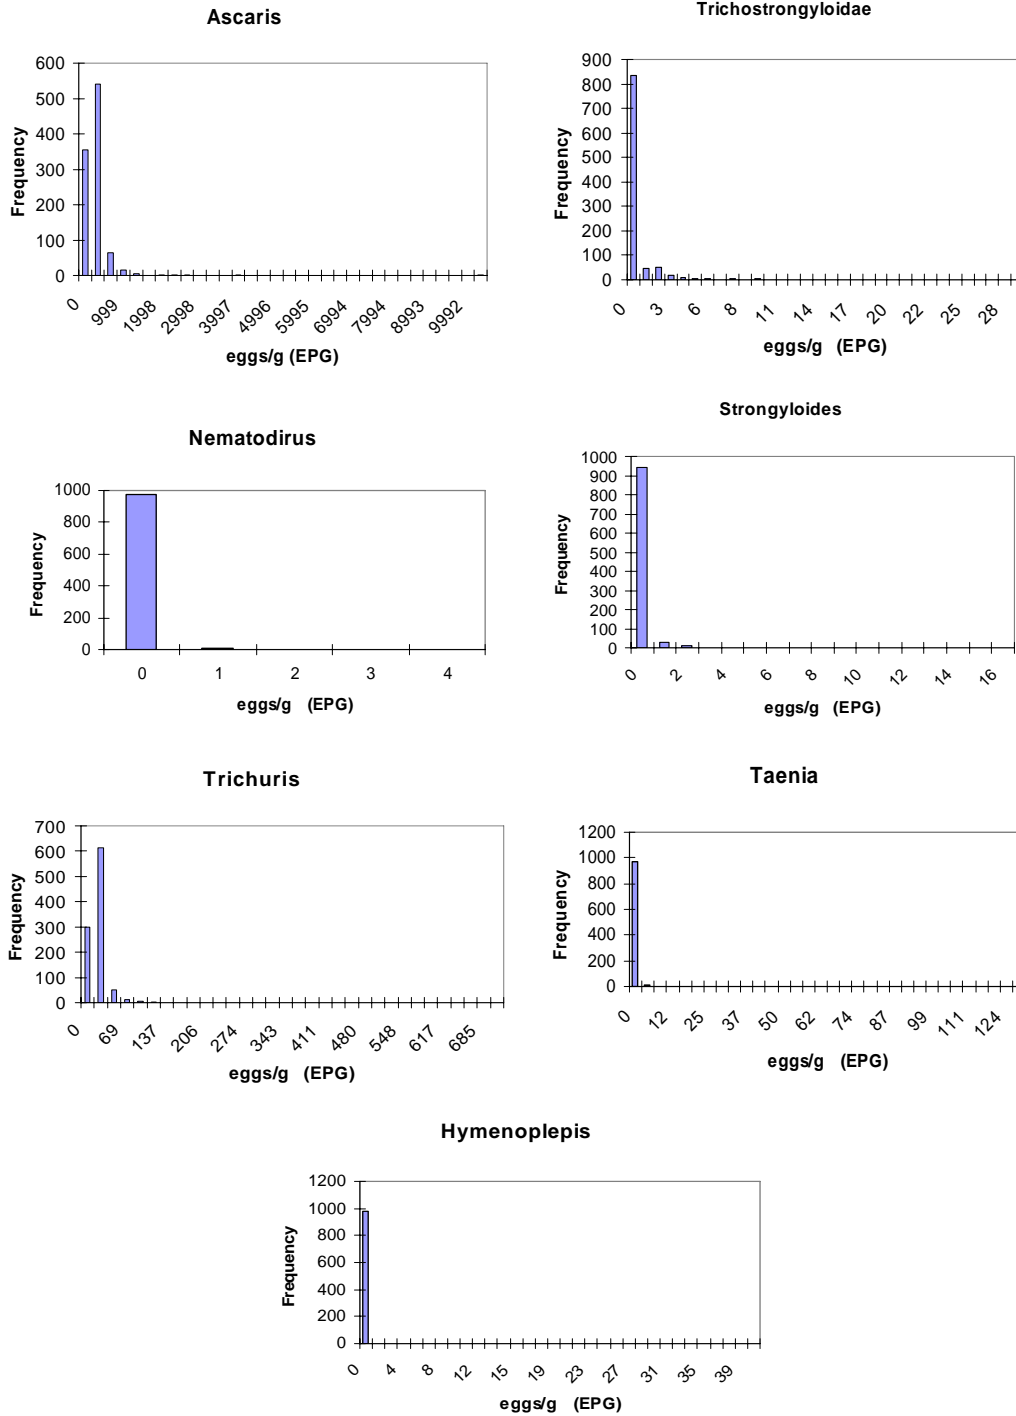 Ascaris
600
500
400
300
200
100
0
Frequency
0 999 1998 2998 3997 4996 5995 6994 7994 8993 9992
eggs/g (EPG)
Trichostrongyloidae
900
800
700
600
500
400
300
200
100
0
Frequency
0 3 6 8 11 14 17 20 22 25 28
eggs/g (EPG)
Nematodirus
1000
800
600
400
200
0
Frequency
0 1 2 3 4
eggs/g (EPG)
Strongyloides
1000
900
800
700
600
500
400
300
200
100
0
Frequency
0 2 4 6 8 10 12 14 16
eggs/g (EPG)
Trichuris
700
600
500
400
300
200
100
0
Frequency
0 69 137 206 274 343 411 480 548 617 685
eggs/g (EPG)
Taenia
1200
1000
800
600
400
200
0
Frequency
0 12 25 37 50 62 74 87 99 111 124
eggs/g (EPG)
Hymenoplepis
1200
1000
800
600
400
200
0
Frequency
0 4 8 12 15 19 23 27 31 35 39
eggs/g (EPG)